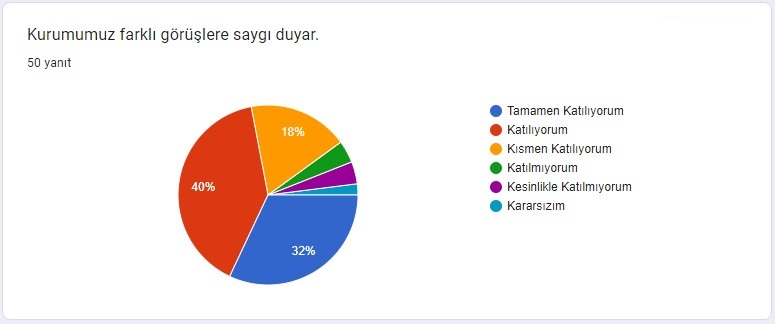 Kurumumuz farklı görüşlere saygı duyar.
50 yanıt
18%
40%
32%
Tamamen Katılıyorum
Katılıyorum
Kısmen Katılıyorum
Katılmıyorum
Kesinlikle Katılmıyorum
Kararsızım